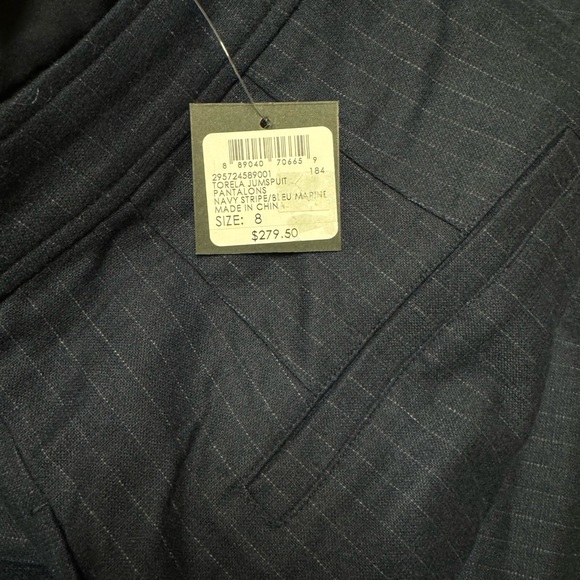 8 89040 70665 9
295724589001 184
TORELA JUMSPUIT
PANTALONS
NAVY STRIPE/BLEU MARINE
MADE IN CHIN
SIZE: 8
$279.50